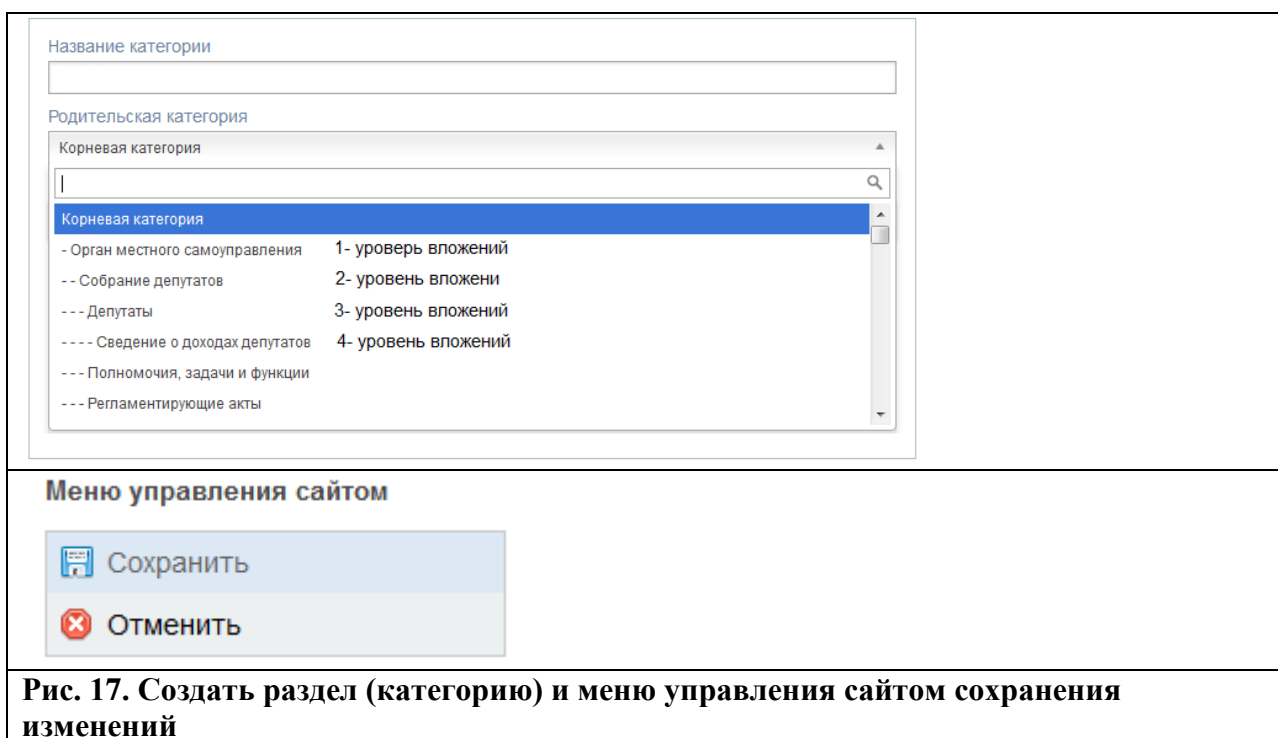 Название категории
Родительская категория
Корневая категория
Корневая категория
- Орган местного самоуправления 1- уроверь вложений
- - Собрание депутатов 2- уровень вложени
- - - Депутаты 3- уровень вложений
- - - - Сведение о доходах депутатов 4- уровень вложений
- - - Полномочия, задачи и функции
- - - Регламентирующие акты
Меню управления сайтом
Сохранить
Отменить
Рис. 17. Создать раздел (категорию) и меню управления сайтом сохранения
изменений